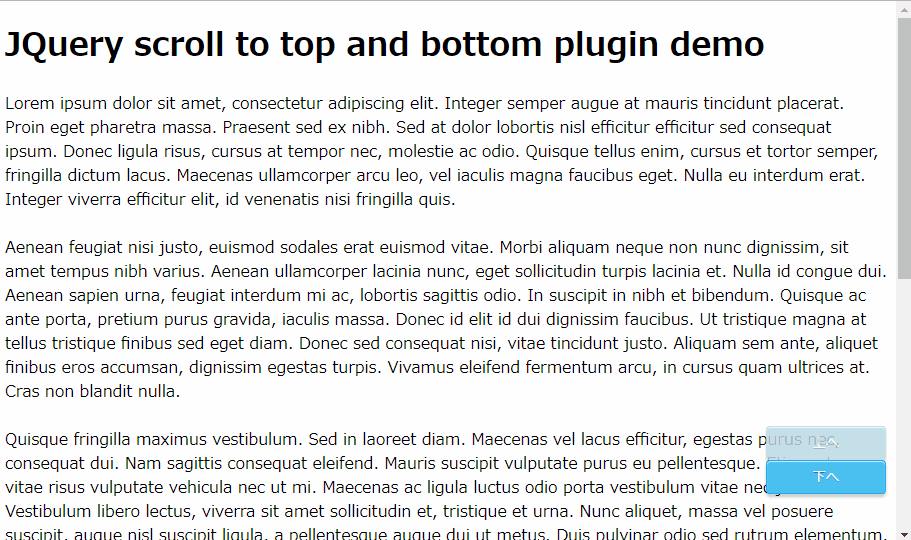 JQuery scroll to top and bottom plugin demo
Lorem ipsum dolor sit amet, consectetur adipiscing elit. Integer semper augue at mauris tincidunt placerat.
Proin eget pharetra massa. Praesent sed ex nibh. Sed at dolor lobortis nisl efficitur efficitur sed consequat
ipsum. Donec ligula risus, cursus at tempor nec, molestie ac odio. Quisque tellus enim, cursus et tortor semper,
fringilla dictum lacus. Maecenas ullamcorper arcu leo, vel iaculis magna faucibus eget. Nulla eu interdum erat.
Integer viverra efficitur elit, id venenatis nisi fringilla quis.
Aenean feugiat nisi justo, euismod sodales erat euismod vitae. Morbi aliquam neque non nunc dignissim, sit
amet tempus nibh varius. Aenean ullamcorper lacinia nunc, eget sollicitudin turpis lacinia et. Nulla id congue dui.
Aenean sapien urna, feugiat interdum mi ac, lobortis sagittis odio. In suscipit in nibh et bibendum. Quisque ac
ante porta, pretium purus gravida, iaculis massa. Donec id elit id dui dignissim faucibus. Ut tristique magna at
tellus tristique finibus sed eget diam. Donec sed consequat nisi, vitae tincidunt justo. Aliquam sem ante, aliquet
finibus eros accumsan, dignissim egestas turpis. Vivamus eleifend fermentum arcu, in cursus quam ultrices at.
Cras non blandit nulla.
Quisque fringilla maximus vestibulum. Sed in laoreet diam. Maecenas vel lacus efficitur, egestas purus nec,
上へ
consequat dui. Nam sagittis consequat eleifend. Mauris suscipit vulputate purus eu pellentesque.
下へ
vitae risus vulputate vehicula nec ut mi. Maecenas ac ligula luctus odio porta vestibulum vitae
Vestibulum libero lectus, viverra sit amet sollicitudin et, tristique et urna. Nunc aliquet, massa vel posuere
suscipit, augue nisl suscipit ligula, a pellentesque augue dui ut metus. Duis pulvinar odio sed rutrum elementum.